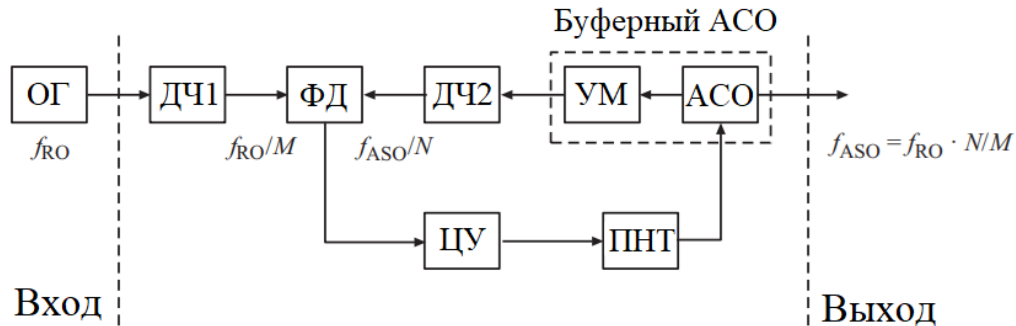 Буферный АСО
ОГ
ДЧ1
ФД
ДЧ2
УМ
АСО
fRO
fRO/M
fASO/N
fASO = fRO · N/M
ЦУ
ПНТ
Вход
Выход